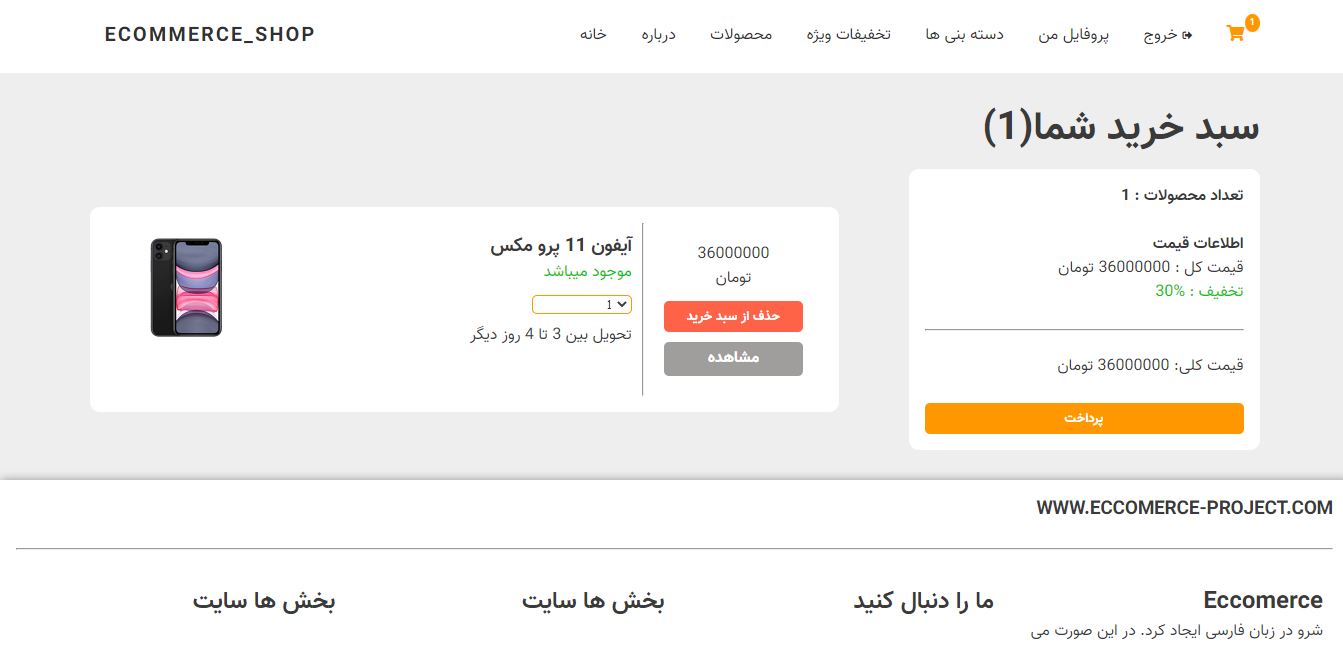 ECOMMERCE_SHOP
خانه
درباره
محصولات
تخفیفات ویژه
دسته بنی ها
پروفایل من
خروج
1
سبد خرید شما(1)
تعداد محصولات : 1
اطلاعات قیمت
قیمت کل : 36000000 تومان
تخفیف : 30%
قیمت کلی: 36000000 تومان
پرداخت
36000000
تومان
حذف از سبد خرید
مشاهده
آیفون 11 پرو مکس
موجود میباشد
1
تحویل بین 3 تا 4 روز دیگر
WWW.ECCOMERCE-PROJECT.COM
Eccomerce
شرو در زبان فارسی ایجاد کرد. در این صورت می
ما را دنبال کنید
بخش ها سایت
بخش ها سایت